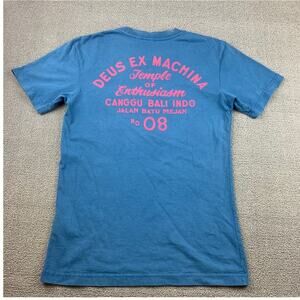 DEUS EX MACHINA
Temple
OF
Enthusiasm
CANGGU BALI INDO
JALAN BATU MEJAN
NO 08